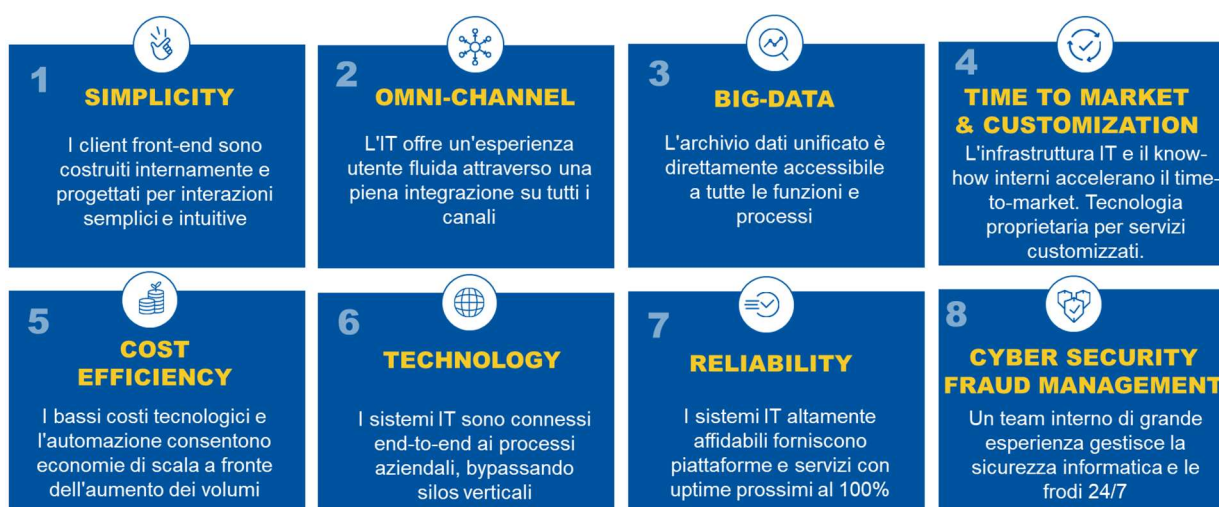 1
SIMPLICITY
I client front-end sono
costruiti internamente e
progettati per interazioni
semplici e intuitive
2
OMNI-CHANNEL
L'IT offre un'esperienza
utente fluida attraverso una
piena integrazione su tutti i
canali
3
BIG-DATA
L'archivio dati unificato è
direttamente accessibile
a tutte le funzioni e
processi
4
TIME TO MARKET
& CUSTOMIZATION
L'infrastruttura IT e il know-
how interni accelerano il time-
to-market. Tecnologia
proprietaria per servizi
customizzati.
5
COST
EFFICIENCY
I bassi costi tecnologici e
l'automazione consentono
economie di scala a fronte
dell'aumento dei volumi
6
TECHNOLOGY
I sistemi IT sono connessi
end-to-end ai processi
aziendali, bypassando
silos verticali
7
RELIABILITY
I sistemi IT altamente
affidabili forniscono
piattaforme e servizi con
uptime prossimi al 100%
8
CYBER SECURITY
FRAUD MANAGEMENT
Un team interno di grande
esperienza gestisce la
sicurezza informatica e le
frodi 24/7